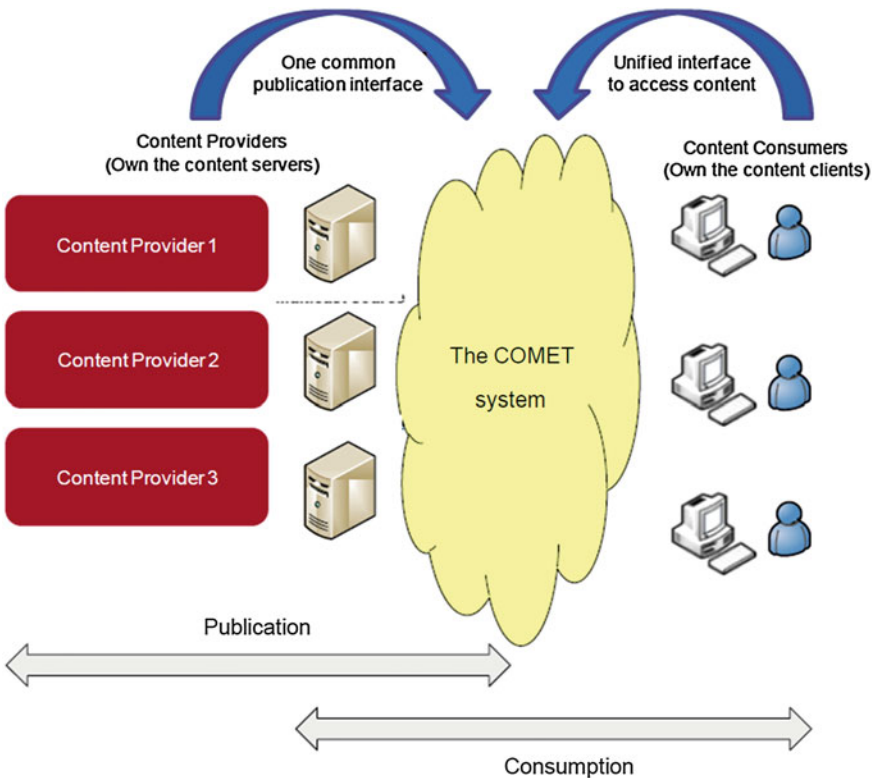 One common
publication interface
Unified interface
to access content
Content Providers
(Own the content servers)
Content Consumers
(Own the content clients)
Content Provider 1
Content Provider 2
Content Provider 3
The COMET
system
Publication
Consumption